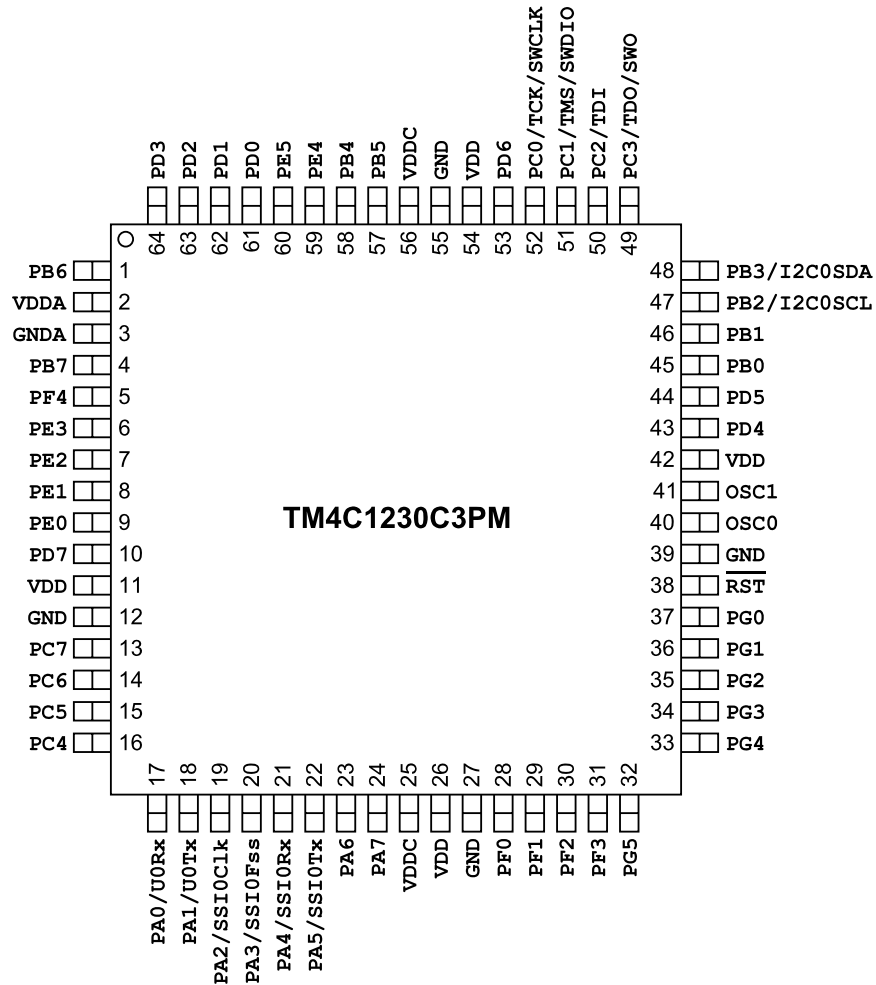 PD3
PD2
PD1
PD0
PE5
PE4
PB4
PB5
VDDC
GND
VDD
PD6
PC0/TCK/SWCLK
PC1/TMS/SWDIO
PC2/TDI
PC3/TDO/SWO
64
63
62
61
60
59
58
57
56
55
54
53
52
51
50
49
PB6 1
VDDA 2
GNDA 3
PB7 4
PF4 5
PE3 6
PE2 7
PE1 8
PE0 9
PD7 10
VDD 11
GND 12
PC7 13
PC6 14
PC5 15
PC4 16
TM4C1230C3PM
48 PB3/I2C0SDA
47 PB2/I2C0SCL
46 PB1
45 PB0
44 PD5
43 PD4
42 VDD
41 OSC1
40 OSC0
39 GND
38 RST
37 PG0
36 PG1
35 PG2
34 PG3
33 PG4
17
18
19
20
21
22
23
24
25
26
27
28
29
30
31
32
PA0/U0Rx
PA1/U0Tx
PA2/SSI0Clk
PA3/SSI0Fss
PA4/SSI0Rx
PA5/SSI0Tx
PA6
PA7
VDDC
VDD
GND
PF0
PF1
PF2
PF3
PG5